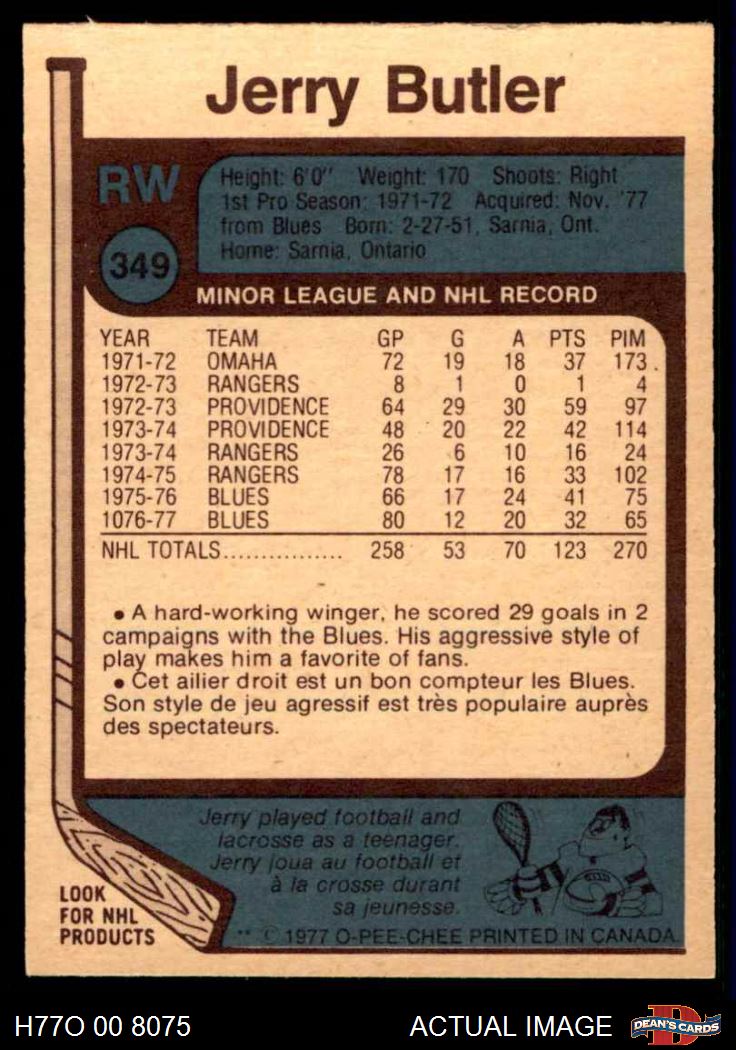 Jerry Butler
RW
349
Height: 6'0" Weight: 170 Shoots: Right
1st Pro Season: 1971-72 Acquired: Nov. '77
from Blues Born: 2-27-51, Sarnia, Ont.
Home: Sarnia, Ontario
MINOR LEAGUE AND NHL RECORD
YEAR TEAM GP G A PTS PIM
1971-72 OMAHA 72 19 18 37 173
1972-73 RANGERS 8 1 0 1 4
1972-73 PROVIDENCE 64 29 30 59 97
1973-74 PROVIDENCE 48 20 22 42 114
1973-74 RANGERS 26 6 10 16 24
1974-75 RANGERS 78 17 16 33 102
1975-76 BLUES 66 17 24 41 75
1076-77 BLUES 80 12 20 32 65
NHL TOTALS................ 258 53 70 123 270
• A hard-working winger, he scored 29 goals in 2
campaigns with the Blues. His aggressive style of
play makes him a favorite of fans.
• Cet ailier droit est un bon compteur les Blues.
Son style de jeu agressif est très populaire auprès
des spectateurs.
Jerry played football and
lacrosse as a teenager.
Jerry joua au football et
à la crosse durant
sa jeunesse.
LOOK
FOR NHL
PRODUCTS
** © 1977 O-PEE-CHEE PRINTED IN CANADA
H77O 00 8075
ACTUAL IMAGE
DEAN'S CARDS